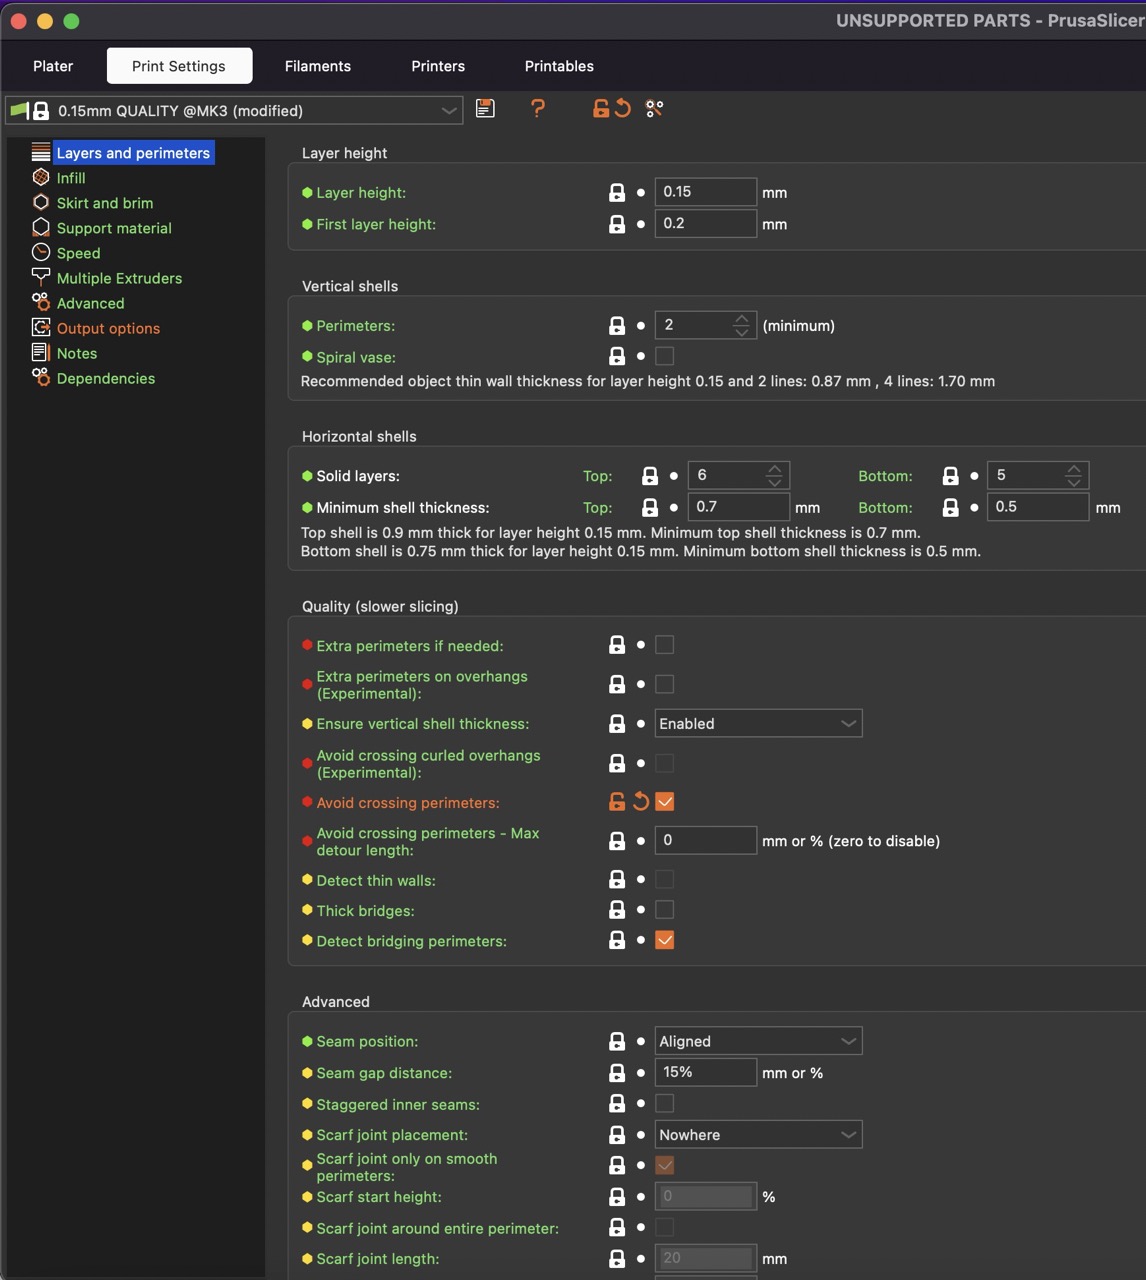 UNSUPPORTED PARTS - PrusaSlicer
Plater Print Settings Filaments Printers Printables
0.15mm QUALITY @MK3 (modified) ?
Layers and perimeters
Infill
Skirt and brim
Support material
Speed
Multiple Extruders
Advanced
Output options
Notes
Dependencies
Layer height
Layer height: 0.15 mm
First layer height: 0.2 mm
Vertical shells
Perimeters: 2 (minimum)
Spiral vase:
Recommended object thin wall thickness for layer height 0.15 and 2 lines: 0.87 mm , 4 lines: 1.70 mm
Horizontal shells
Solid layers: Top: 6 Bottom: 5
Minimum shell thickness: Top: 0.7 mm Bottom: 0.5 mm
Top shell is 0.9 mm thick for layer height 0.15 mm. Minimum top shell thickness is 0.7 mm.
Bottom shell is 0.75 mm thick for layer height 0.15 mm. Minimum bottom shell thickness is 0.5 mm.
Quality (slower slicing)
Extra perimeters if needed:
Extra perimeters on overhangs
(Experimental):
Ensure vertical shell thickness: Enabled
Avoid crossing curled overhangs
(Experimental):
Avoid crossing perimeters:
Avoid crossing perimeters - Max
detour length: 0 mm or % (zero to disable)
Detect thin walls:
Thick bridges:
Detect bridging perimeters:
Advanced
Seam position: Aligned
Seam gap distance: 15% mm or %
Staggered inner seams:
Scarf joint placement: Nowhere
Scarf joint only on smooth
perimeters:
Scarf start height: 0 %
Scarf joint around entire perimeter:
Scarf joint length: 20 mm